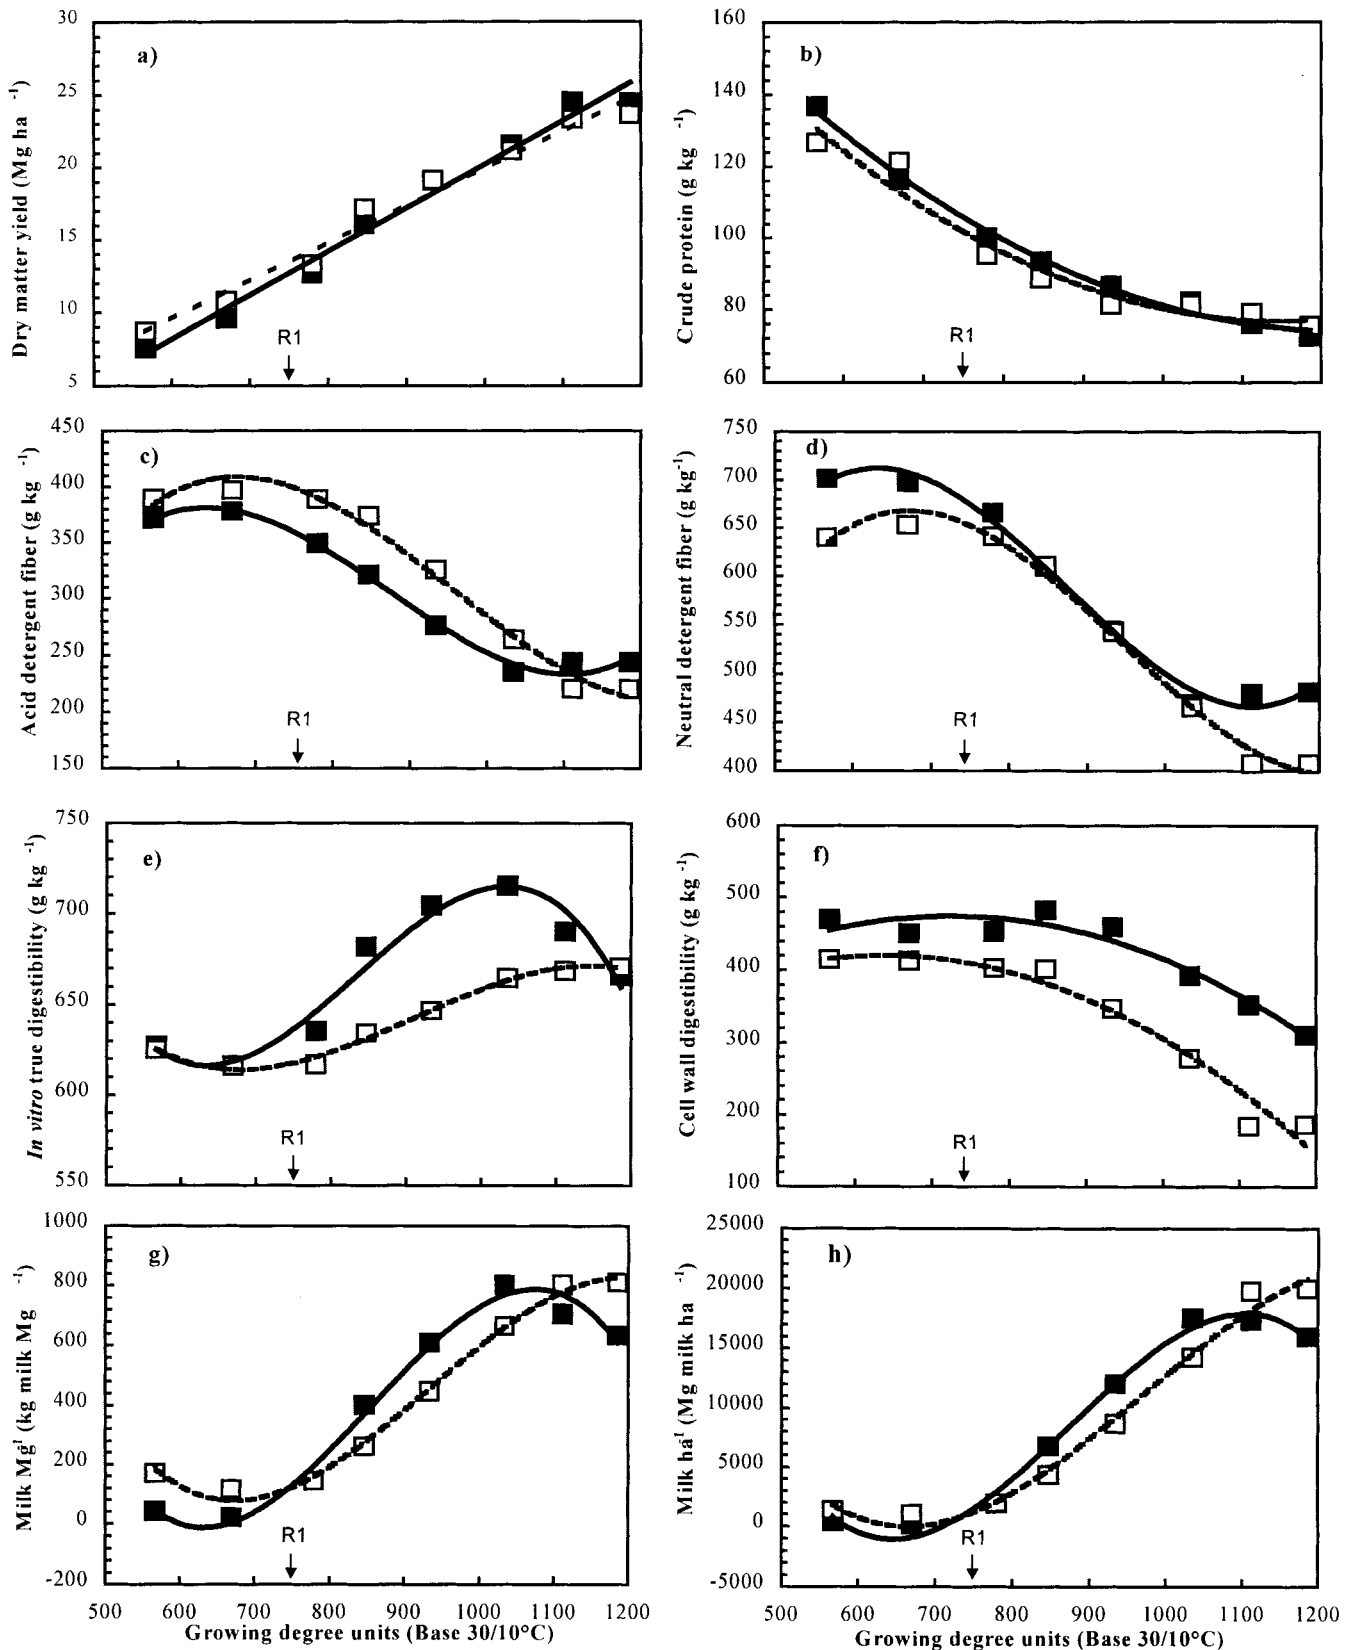 a)
Dry matter yield (Mg ha -1)
30
25
20
15
10
5
R1
b)
Crude protein (g kg -1)
160
140
120
100
80
60
R1
c)
Acid detergent fiber (g kg -1)
450
400
350
300
250
200
150
R1
d)
Neutral detergent fiber (g kg-1)
750
700
650
600
550
500
450
400
R1
e)
In vitro true digestibility (g kg -1)
750
700
650
600
550
R1
f)
Cell wall digestibility (g kg -1)
600
500
400
300
200
100
R1
g)
Milk Mg1 (kg milk Mg -1)
1000
800
600
400
200
0
-200
R1
500 600 700 800 900 1000 1100 1200
Growing degree units (Base 30/10°C)
h)
Milk ha1 (Mg milk ha -1)
25000
20000
15000
10000
5000
0
-5000
R1
500 600 700 800 900 1000 1100 1200
Growing degree units (Base 30/10°C)